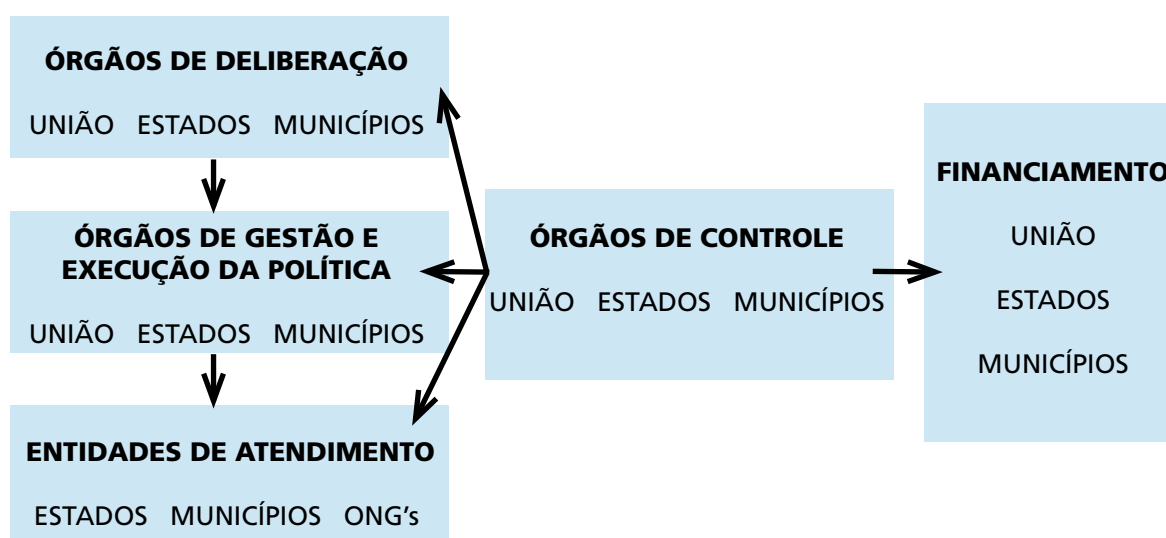 ÓRGÃOS DE DELIBERAÇÃO
UNIÃO ESTADOS MUNICÍPIOS
ÓRGÃOS DE GESTÃO E
EXECUÇÃO DA POLÍTICA
UNIÃO ESTADOS MUNICÍPIOS
ENTIDADES DE ATENDIMENTO
ESTADOS MUNICÍPIOS ONG's
ÓRGÃOS DE CONTROLE
UNIÃO ESTADOS MUNICÍPIOS
FINANCIAMENTO
UNIÃO
ESTADOS
MUNICÍPIOS